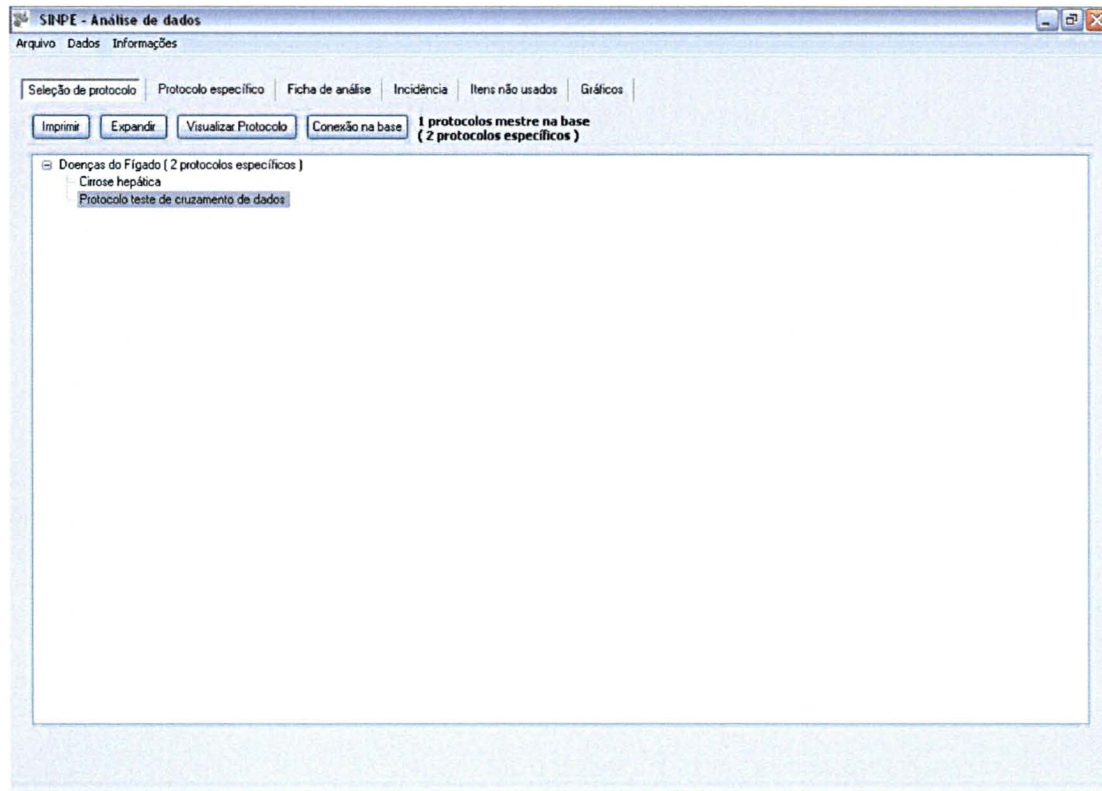 SINPE - Análise de dados
Arquivo Dados Informações
Seleção de protocolo Protocolo específico Ficha de análise Incidência Itens não usados Gráficos
Imprimir Expandir Visualizar Protocolo Conexão na base 1 protocolos mestre na base
( 2 protocolos específicos )
Doenças do Fígado ( 2 protocolos específicos )
Cirrose hepática
Protocolo teste de cruzamento de dados